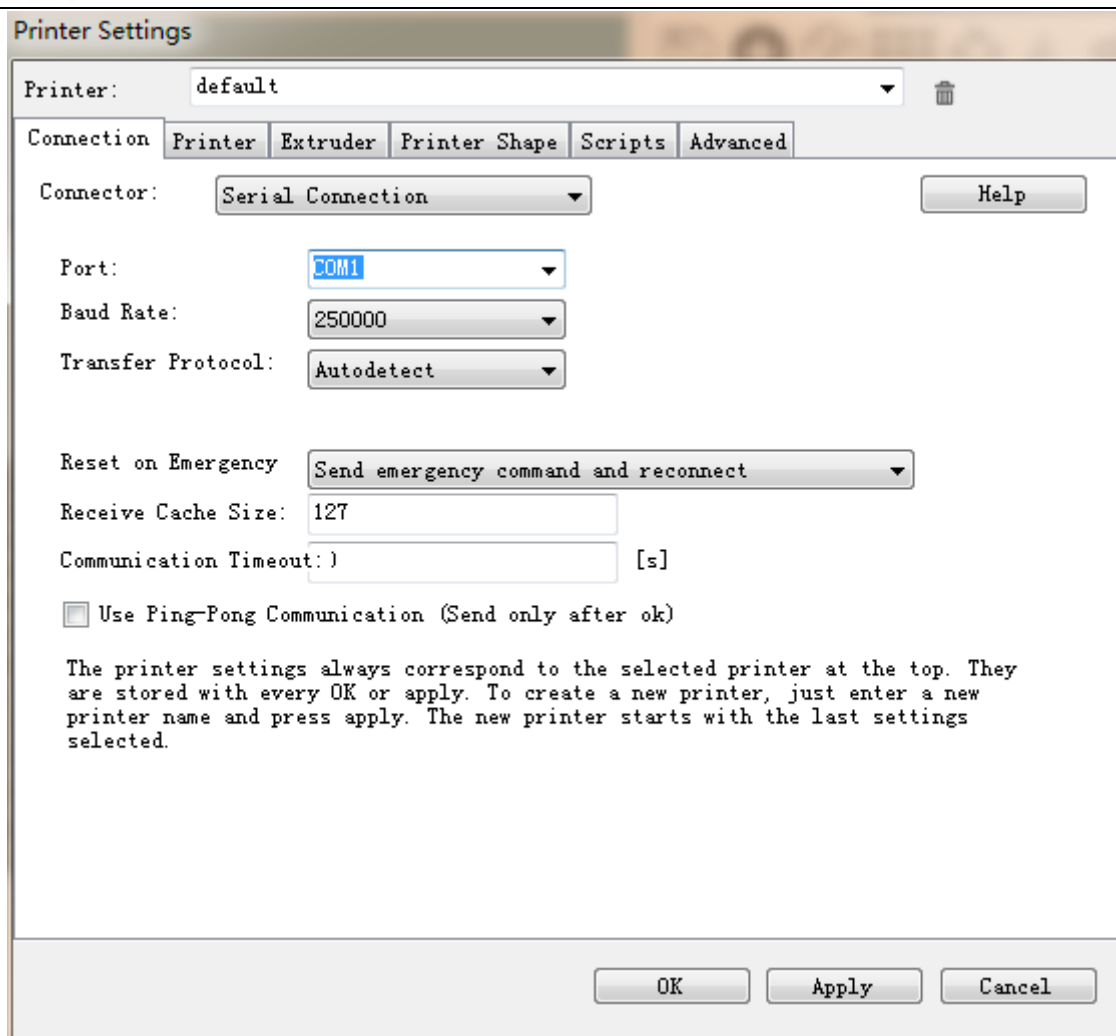 Printer Settings
Printer: default
Connection Printer Extruder Printer Shape Scripts Advanced
Connector: Serial Connection Help
Port: COM1
Baud Rate: 250000
Transfer Protocol: Autodetect
Reset on Emergency Send emergency command and reconnect
Receive Cache Size: 127
Communication Timeout: ) [s]
Use Ping-Pong Communication (Send only after ok)
The printer settings always correspond to the selected printer at the top. They
are stored with every OK or apply. To create a new printer, just enter a new
printer name and press apply. The new printer starts with the last settings
selected.
OK Apply Cancel